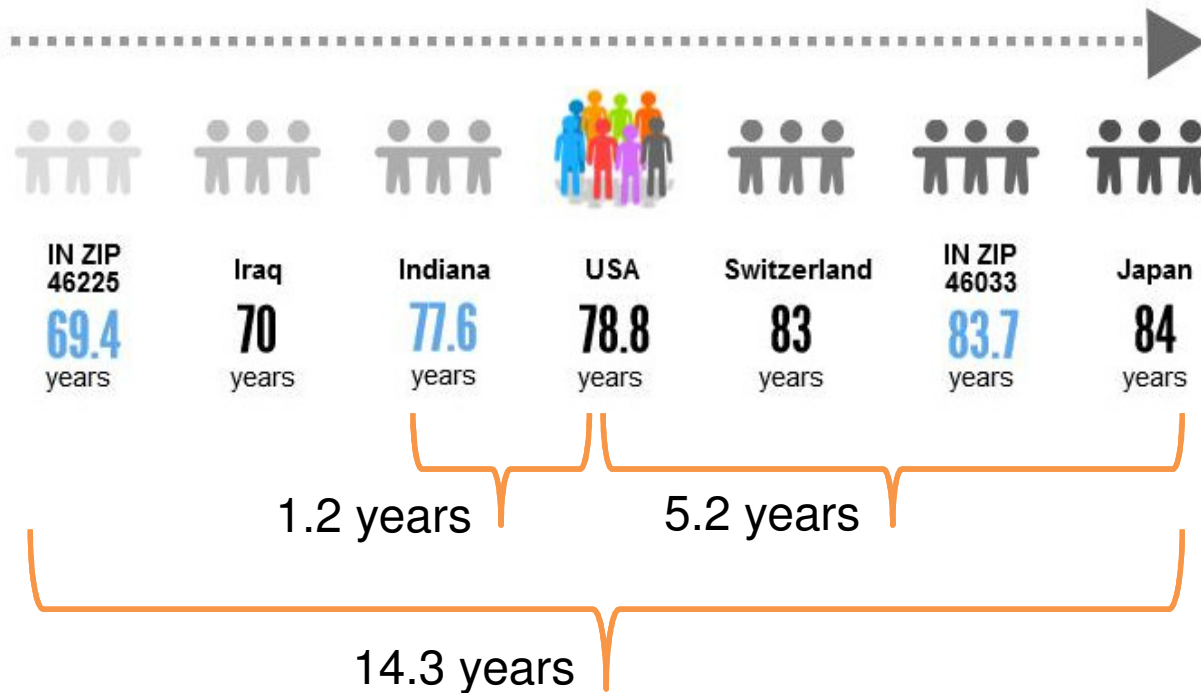 IN ZIP
46225
69.4
years
Iraq
70
years
Indiana
77.6
years
USA
78.8
years
Switzerland
83
years
IN ZIP
46033
83.7
years
Japan
84
years
1.2 years
5.2 years
14.3 years